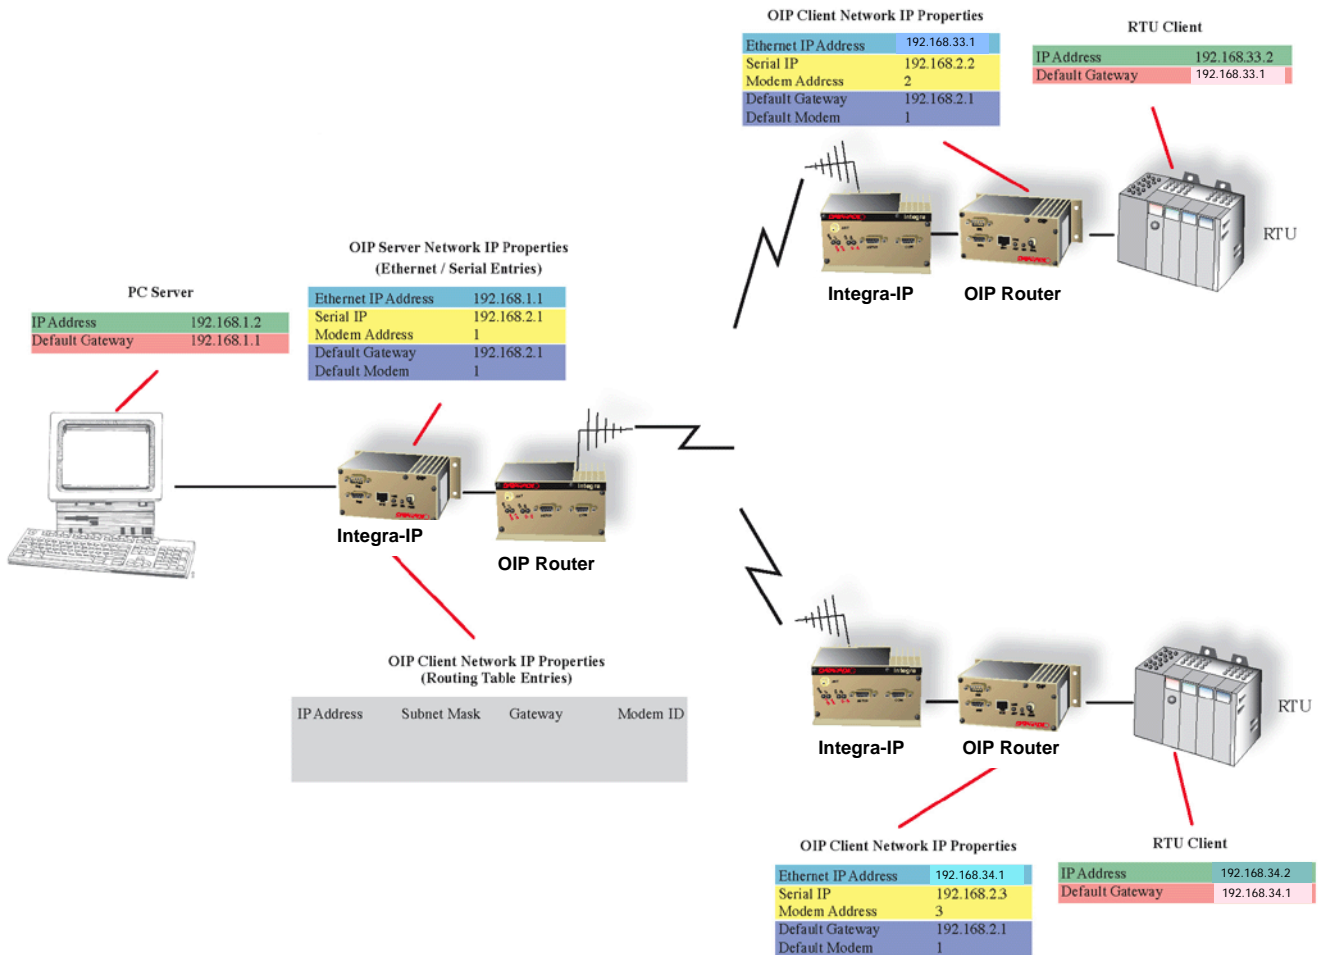 OIP Client Network IP Properties
Ethernet IP Address 192.168.33.1
Serial IP 192.168.2.2
Modem Address 2
Default Gateway 192.168.2.1
Default Modem 1
RTU Client
IP Address 192.168.33.2
Default Gateway 192.168.33.1
Integra
RTU
Integra-IP
OIP Router
OIP Server Network IP Properties
(Ethernet / Serial Entries)
Ethernet IP Address 192.168.1.1
Serial IP 192.168.2.1
Modem Address 1
Default Gateway 192.168.2.1
Default Modem 1
PC Server
IP Address 192.168.1.2
Default Gateway 192.168.1.1
Integra
Integra-IP
OIP Router
OIP Client Network IP Properties
(Routing Table Entries)
IP Address Subnet Mask Gateway Modem ID
Integra
RTU
Integra-IP
OIP Router
OIP Client Network IP Properties
Ethernet IP Address 192.168.34.1
Serial IP 192.168.2.3
Modem Address 3
Default Gateway 192.168.2.1
Default Modem 1
RTU Client
IP Address 192.168.34.2
Default Gateway 192.168.34.1